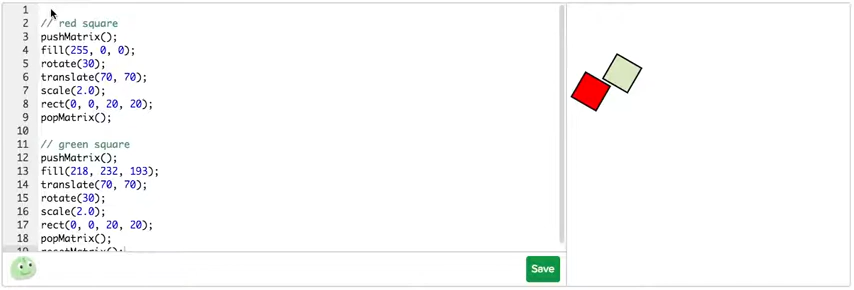 1
2 // red square
3 pushMatrix();
4 fill(255, 0, 0);
5 rotate(30);
6 translate(70, 70);
7 scale(2.0);
8 rect(0, 0, 20, 20);
9 popMatrix();
10
11 // green square
12 pushMatrix();
13 fill(218, 232, 193);
14 translate(70, 70);
15 rotate(30);
16 scale(2.0);
17 rect(0, 0, 20, 20);
18 popMatrix();
19 resetMatrix();
Save